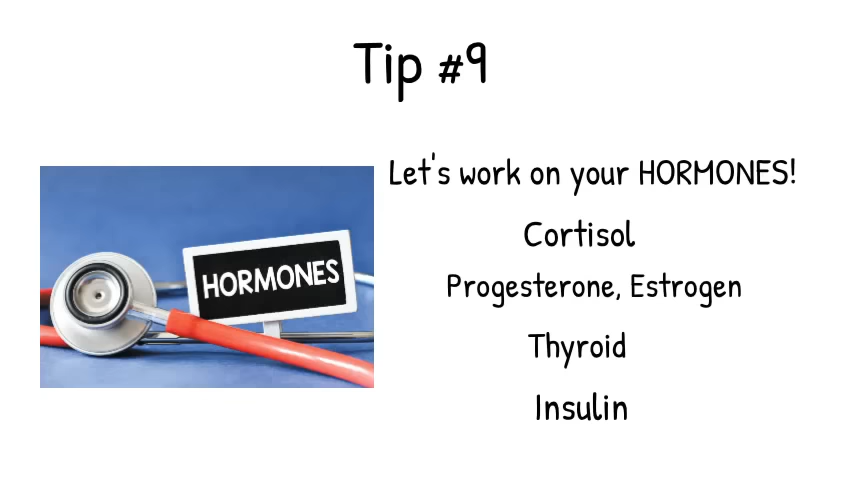 Tip #9
Let's work on your HORMONES!
HORMONES
Cortisol
Progesterone, Estrogen
Thyroid
Insulin